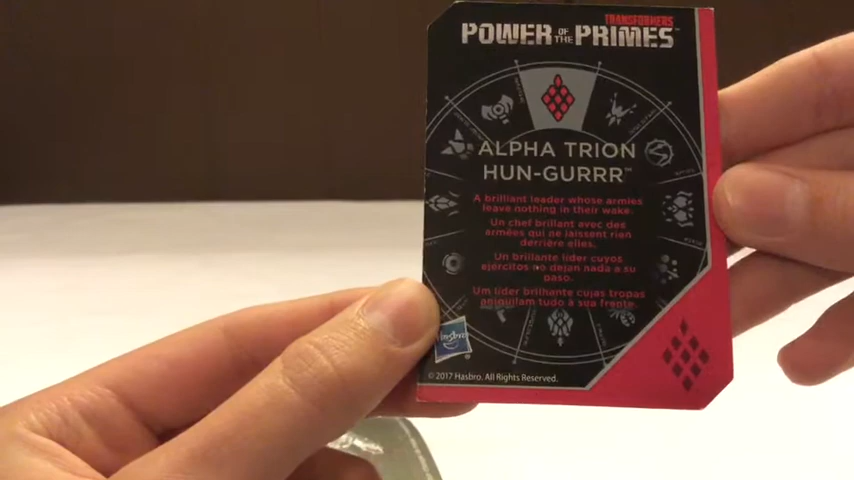 TRANSFORMERS
POWER OF THE PRIMES™
ALPHA TRION
HUN-GURRR™
A brilliant leader whose armies
leave nothing in their wake.
Un chef brillant avec des
armées qui ne laissent rien
derrière elles.
Un brillante líder cuyos
ejércitos no dejan nada a su
paso.
Um líder brilhante cujas tropas
aniquilam tudo à sua frente.
Hasbro
© 2017 Hasbro. All Rights Reserved.